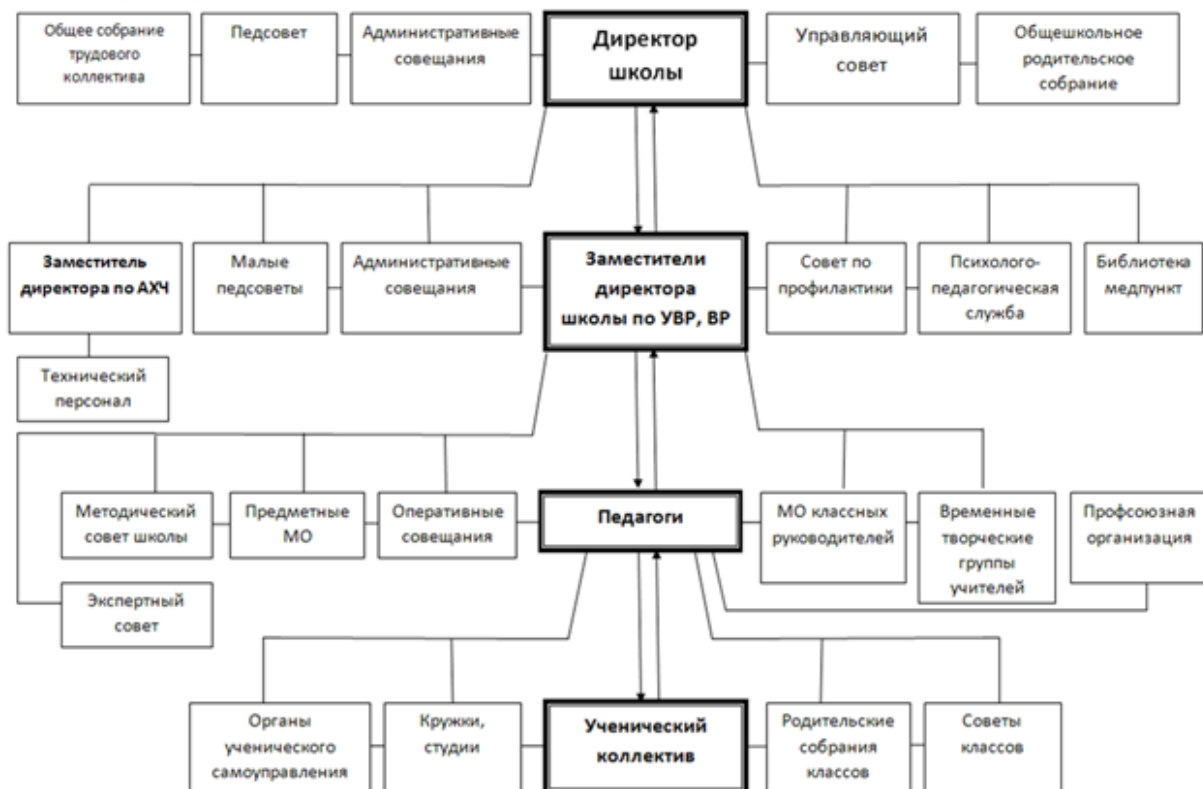 Общее собрание
трудового
коллектива
Педсовет
Административные
совещания
Директор
школы
Управляющий
совет
Общешкольное
родительское
собрание
Заместитель
директора по АХЧ
Малые
педсоветы
Административные
совещания
Заместители
директора
школы по УВР, ВР
Совет по
профилактики
Психолого-
педагогическая
служба
Библиотека
медпункт
Технический
персонал
Методический
совет школы
Предметные
МО
Оперативные
совещания
Педагоги
МО классных
руководителей
Временные
творческие
группы
учителей
Профсоюзная
организация
Экспертный
совет
Органы
ученического
самоуправления
Кружки,
студии
Ученический
коллектив
Родительские
собрания
классов
Советы
классов